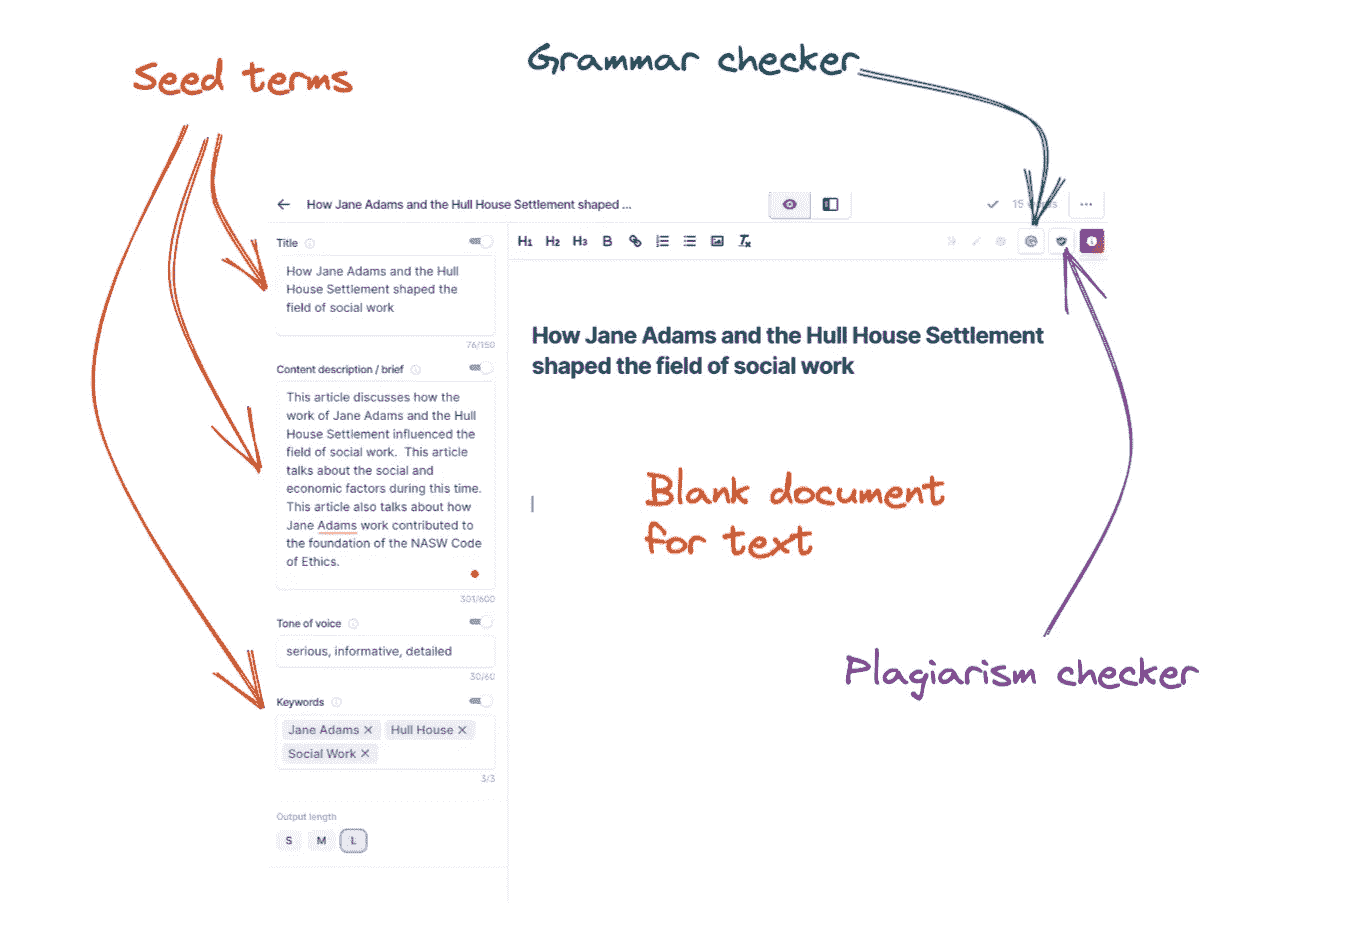 Seed terms
Grammar checker
How Jane Adams and the Hull House Settlement shaped ...
Title
How Jane Adams and the Hull
House Settlement shaped the
field of social work
76/150
Content description / brief
This article discusses how the
work of Jane Adams and the Hull
House Settlement influenced the
field of social work. This article
talks about the social and
economic factors during this time.
This article also talks about how
Jane Adams work contributed to
the foundation of the NASW Code
of Ethics.
301/600
Tone of voice
serious, informative, detailed
30/60
Keywords
Jane Adams × Hull House ×
Social Work ×
3/3
Output length
S M L
15
H1 H2 H3 B Tx
How Jane Adams and the Hull House Settlement
shaped the field of social work
Blank document
for text
Plagiarism checker